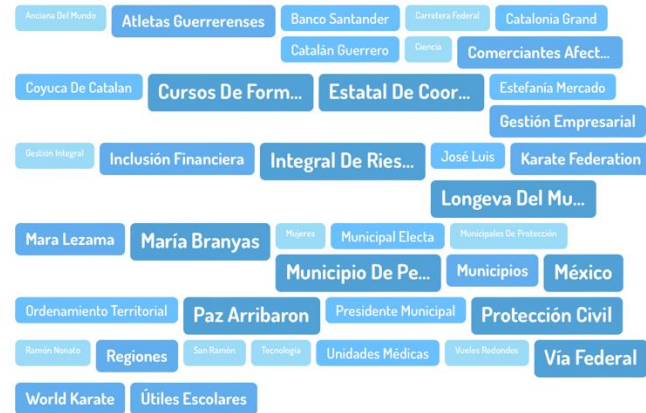 Anciana Del Mundo
Atletas Guerrerenses
Banco Santander
Carretera Federal
Catalonia Grand
Catalán Guerrero
Ciencia
Comerciantes Afect...
Coyuca De Catalan
Cursos De Form...
Estatal De Coor...
Estefanía Mercado
Gestión Empresarial
Gestión Integral
Inclusión Financiera
Integral De Ries...
José Luis
Karate Federation
Longeva Del Mu...
Mara Lezama
María Branyas
Mujeres
Municipal Electa
Municipales De Protección
Municipio De Pe...
Municipios
México
Ordenamiento Territorial
Paz Arribaron
Presidente Municipal
Protección Civil
Ramón Nonato
Regiones
San Ramón
Tecnología
Unidades Médicas
Vuelos Redondos
Vía Federal
World Karate
Útiles Escolares